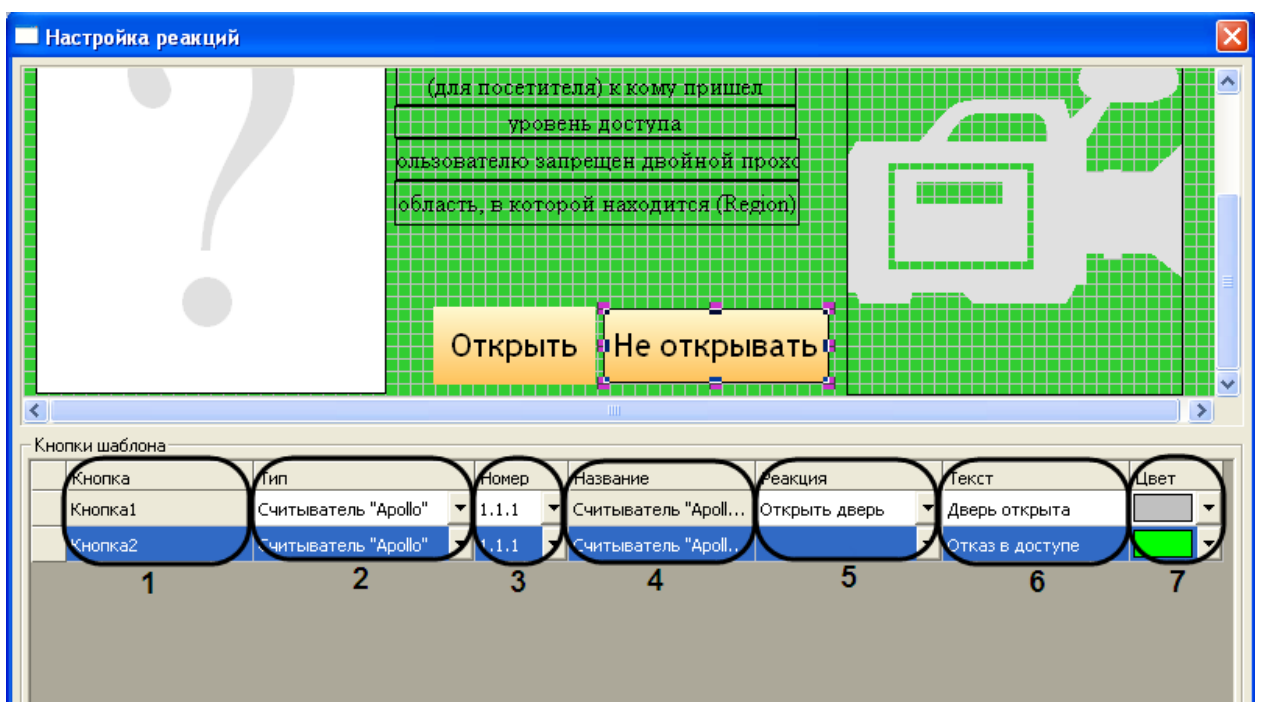 Настройка реакций
(для посетителя) к кому пришел
уровень доступа
ользователю запрещен двойной прохо
область, в которой находится (Region)
Открыть Не открывать
Кнопки шаблона
Кнопка Тип Номер Название Реакция Текст Цвет
Кнопка1 Считыватель "Apollo" 1.1.1 Считыватель "Apoll... Открыть дверь Дверь открыта
Кнопка2 Считыватель "Apollo" 1.1.1 Считыватель "Apoll... Отказ в доступе
1 2 3 4 5 6 7